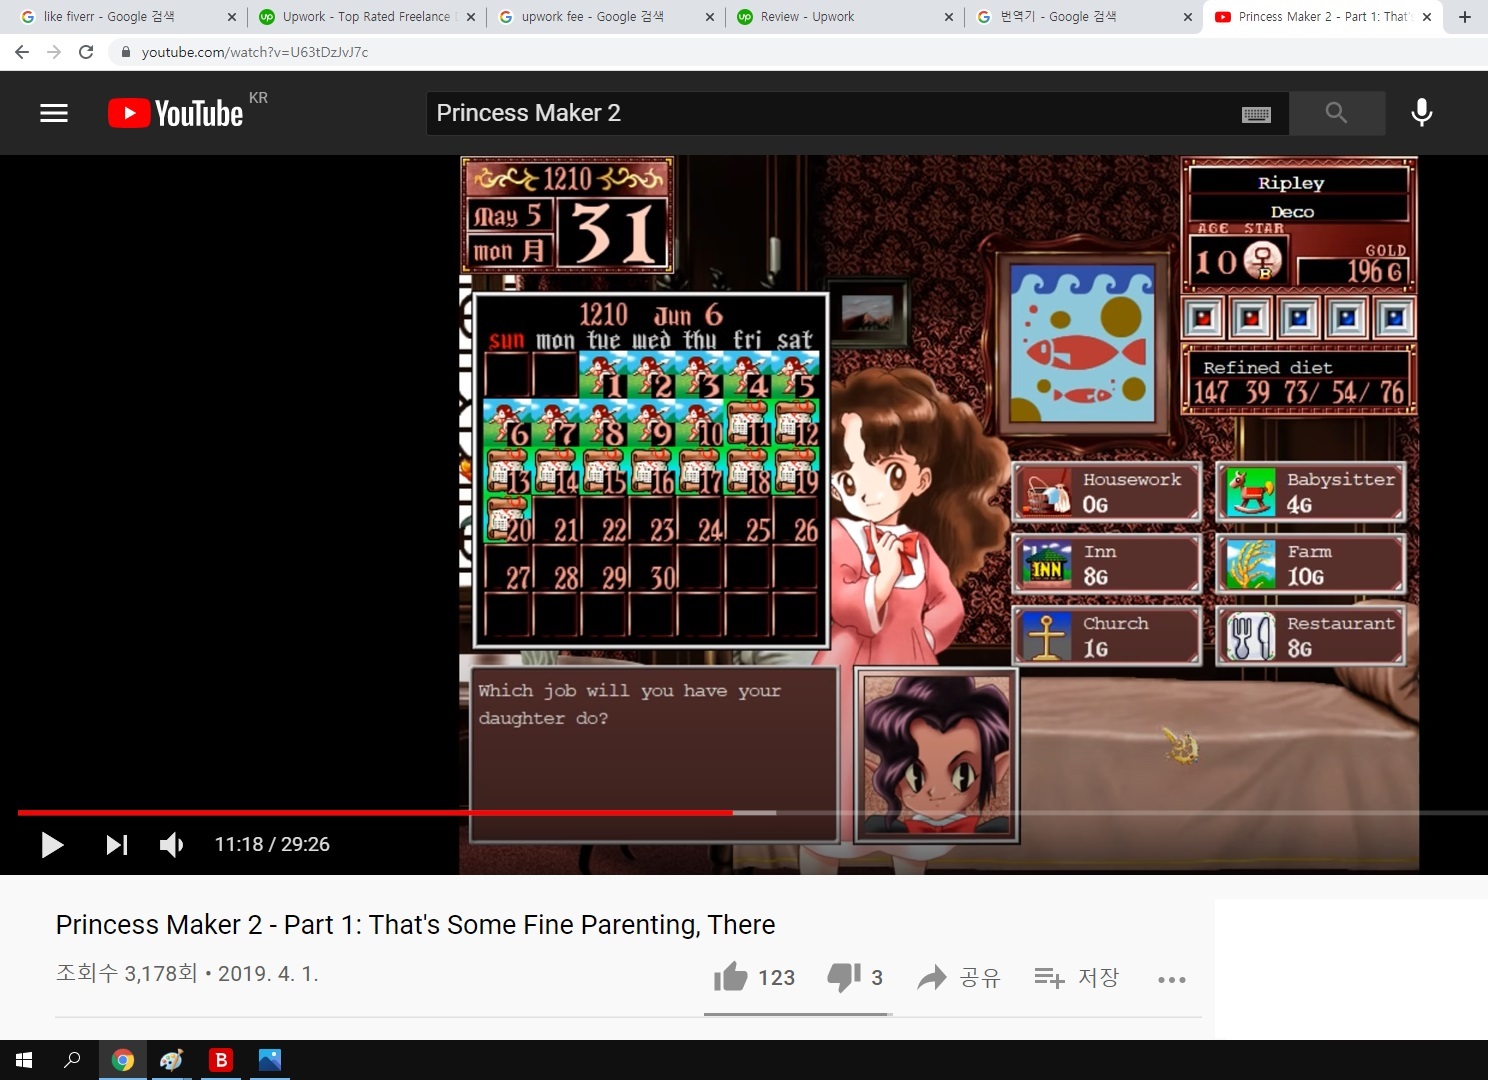 like fiverr - Google 검색
Upwork - Top Rated Freelance
upwork fee - Google 검색
Review - Upwork
번역기 - Google 검색
Princess Maker 2 - Part 1: That's
youtube.com/watch?v=U63tDzJvJ7c
YouTube KR
Princess Maker 2
1210
May 5
mon 月
31
Ripley
Deco
AGE STAR
10 B
GOLD
196 G
Refined diet
147 39 73/ 54/ 76
1210 Jun 6
sun mon tue wed thu fri sat
1 2 3 4 5
6 7 8 9 10 11 12
13 14 15 16 17 18 19
20 21 22 23 24 25 26
27 28 29 30
Housework
0G
Babysitter
4G
INN
Inn
8G
Farm
10G
Church
1G
Restaurant
8G
Which job will you have your
daughter do?
11:18 / 29:26
Princess Maker 2 - Part 1: That's Some Fine Parenting, There
조회수 3,178회 • 2019. 4. 1.
123
3
공유
저장
B